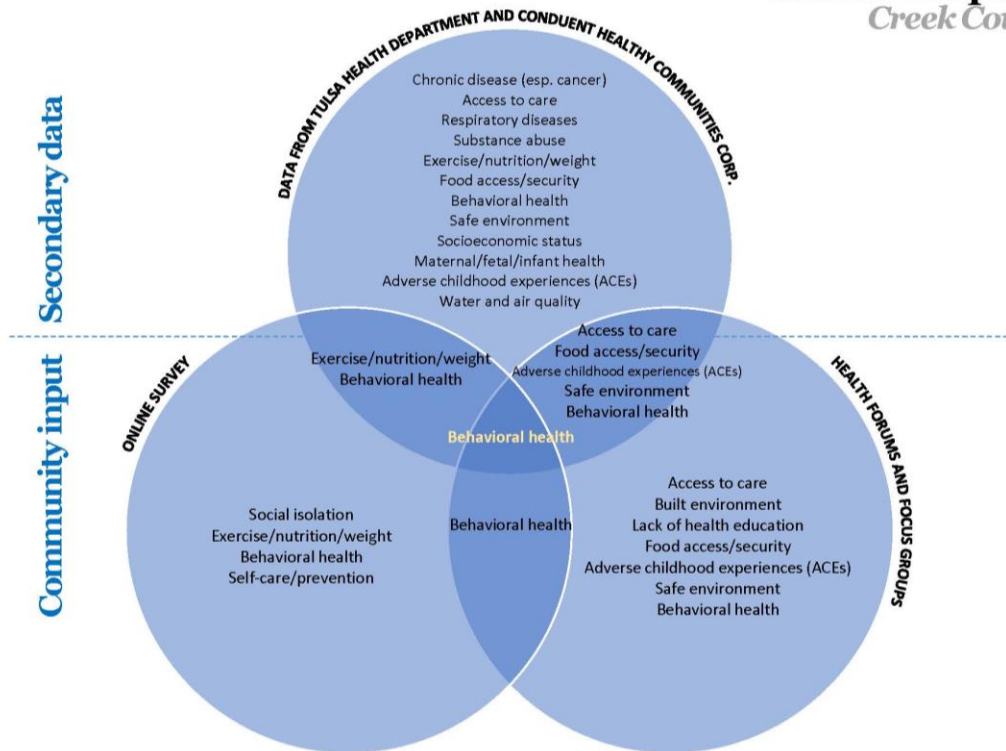 Creek
DATA FROM TULSA HEALTH DEPARTMENT AND CONDUENT HEALTHY COMMUNITIES CORP.
Secondary data
Chronic disease (esp. cancer)
Access to care
Respiratory diseases
Substance abuse
Exercise/nutrition/weight
Food access/security
Behavioral health
Safe environment
Socioeconomic status
Maternal/fetal/infant health
Adverse childhood experiences (ACEs)
Water and air quality
Community input
ONLINE SURVEY
Exercise/nutrition/weight
Behavioral health
Access to care
Food access/security
Adverse childhood experiences (ACEs)
Safe environment
Behavioral health
HEALTH FORUMS AND FOCUS GROUPS
Behavioral health
Social isolation
Exercise/nutrition/weight
Behavioral health
Self-care/prevention
Behavioral health
Access to care
Built environment
Lack of health education
Food access/security
Adverse childhood experiences (ACEs)
Safe environment
Behavioral health